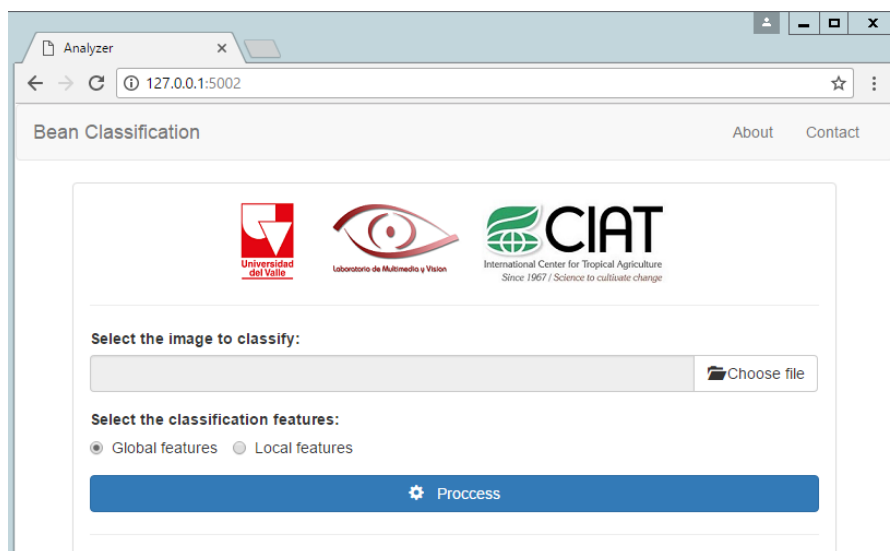 Analyzer
127.0.0.1:5002
Bean Classification
About
Contact
Universidad
del Valle
Laboratorio de Multimedia y Vision
CIAT
International Center for Tropical Agriculture
Since 1967 / Science to cultivate change
Select the image to classify:
Choose file
Select the classification features:
Global features
Local features
Proccess